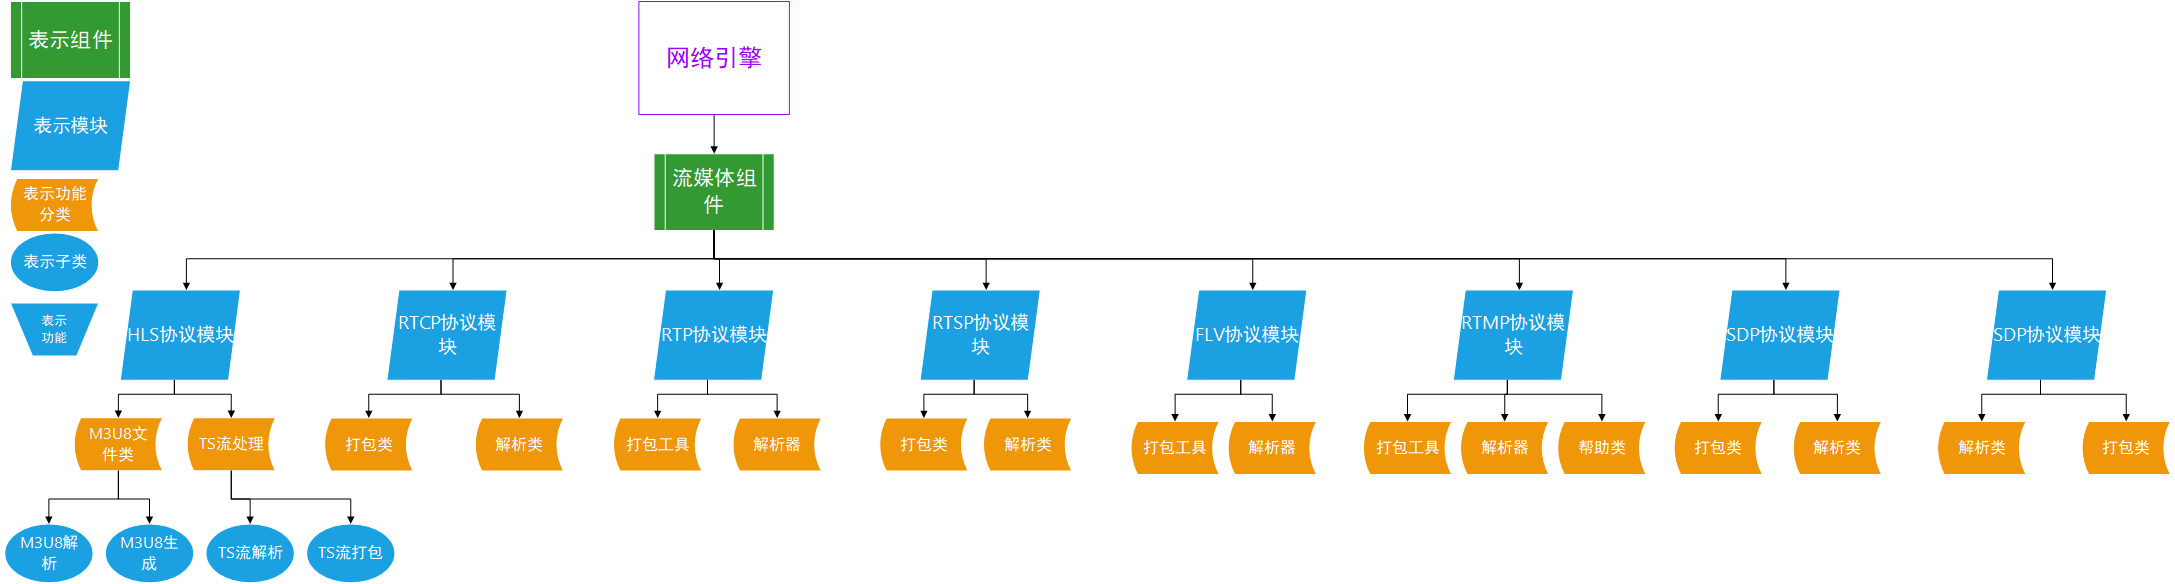 表示组件
表示模块
表示功能
分类
表示子类
表示
功能
网络引擎
流媒体组
件
HLS协议模块
RTCP协议模
块
RTP协议模块
RTSP协议模
块
FLV协议模块
RTMP协议模
块
SDP协议模块
SDP协议模块
M3U8文
件类
TS流处理
打包类
解析类
打包工具
解析器
打包类
解析类
打包工具
解析器
打包工具
解析器
帮助类
打包类
解析类
解析类
打包类
M3U8解
析
M3U8生
成
TS流解析
TS流打包